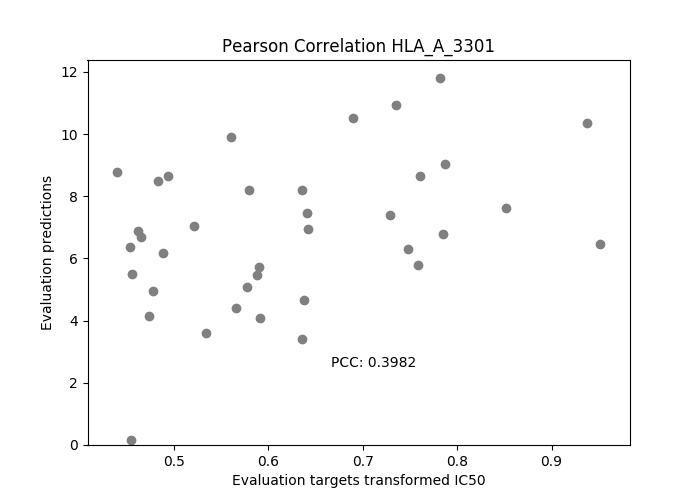 Pearson Correlation HLA_A_3301
12
10
8
6
4
2
0
Evaluation predictions
PCC: 0.3982
0.5 0.6 0.7 0.8 0.9
Evaluation targets transformed IC50